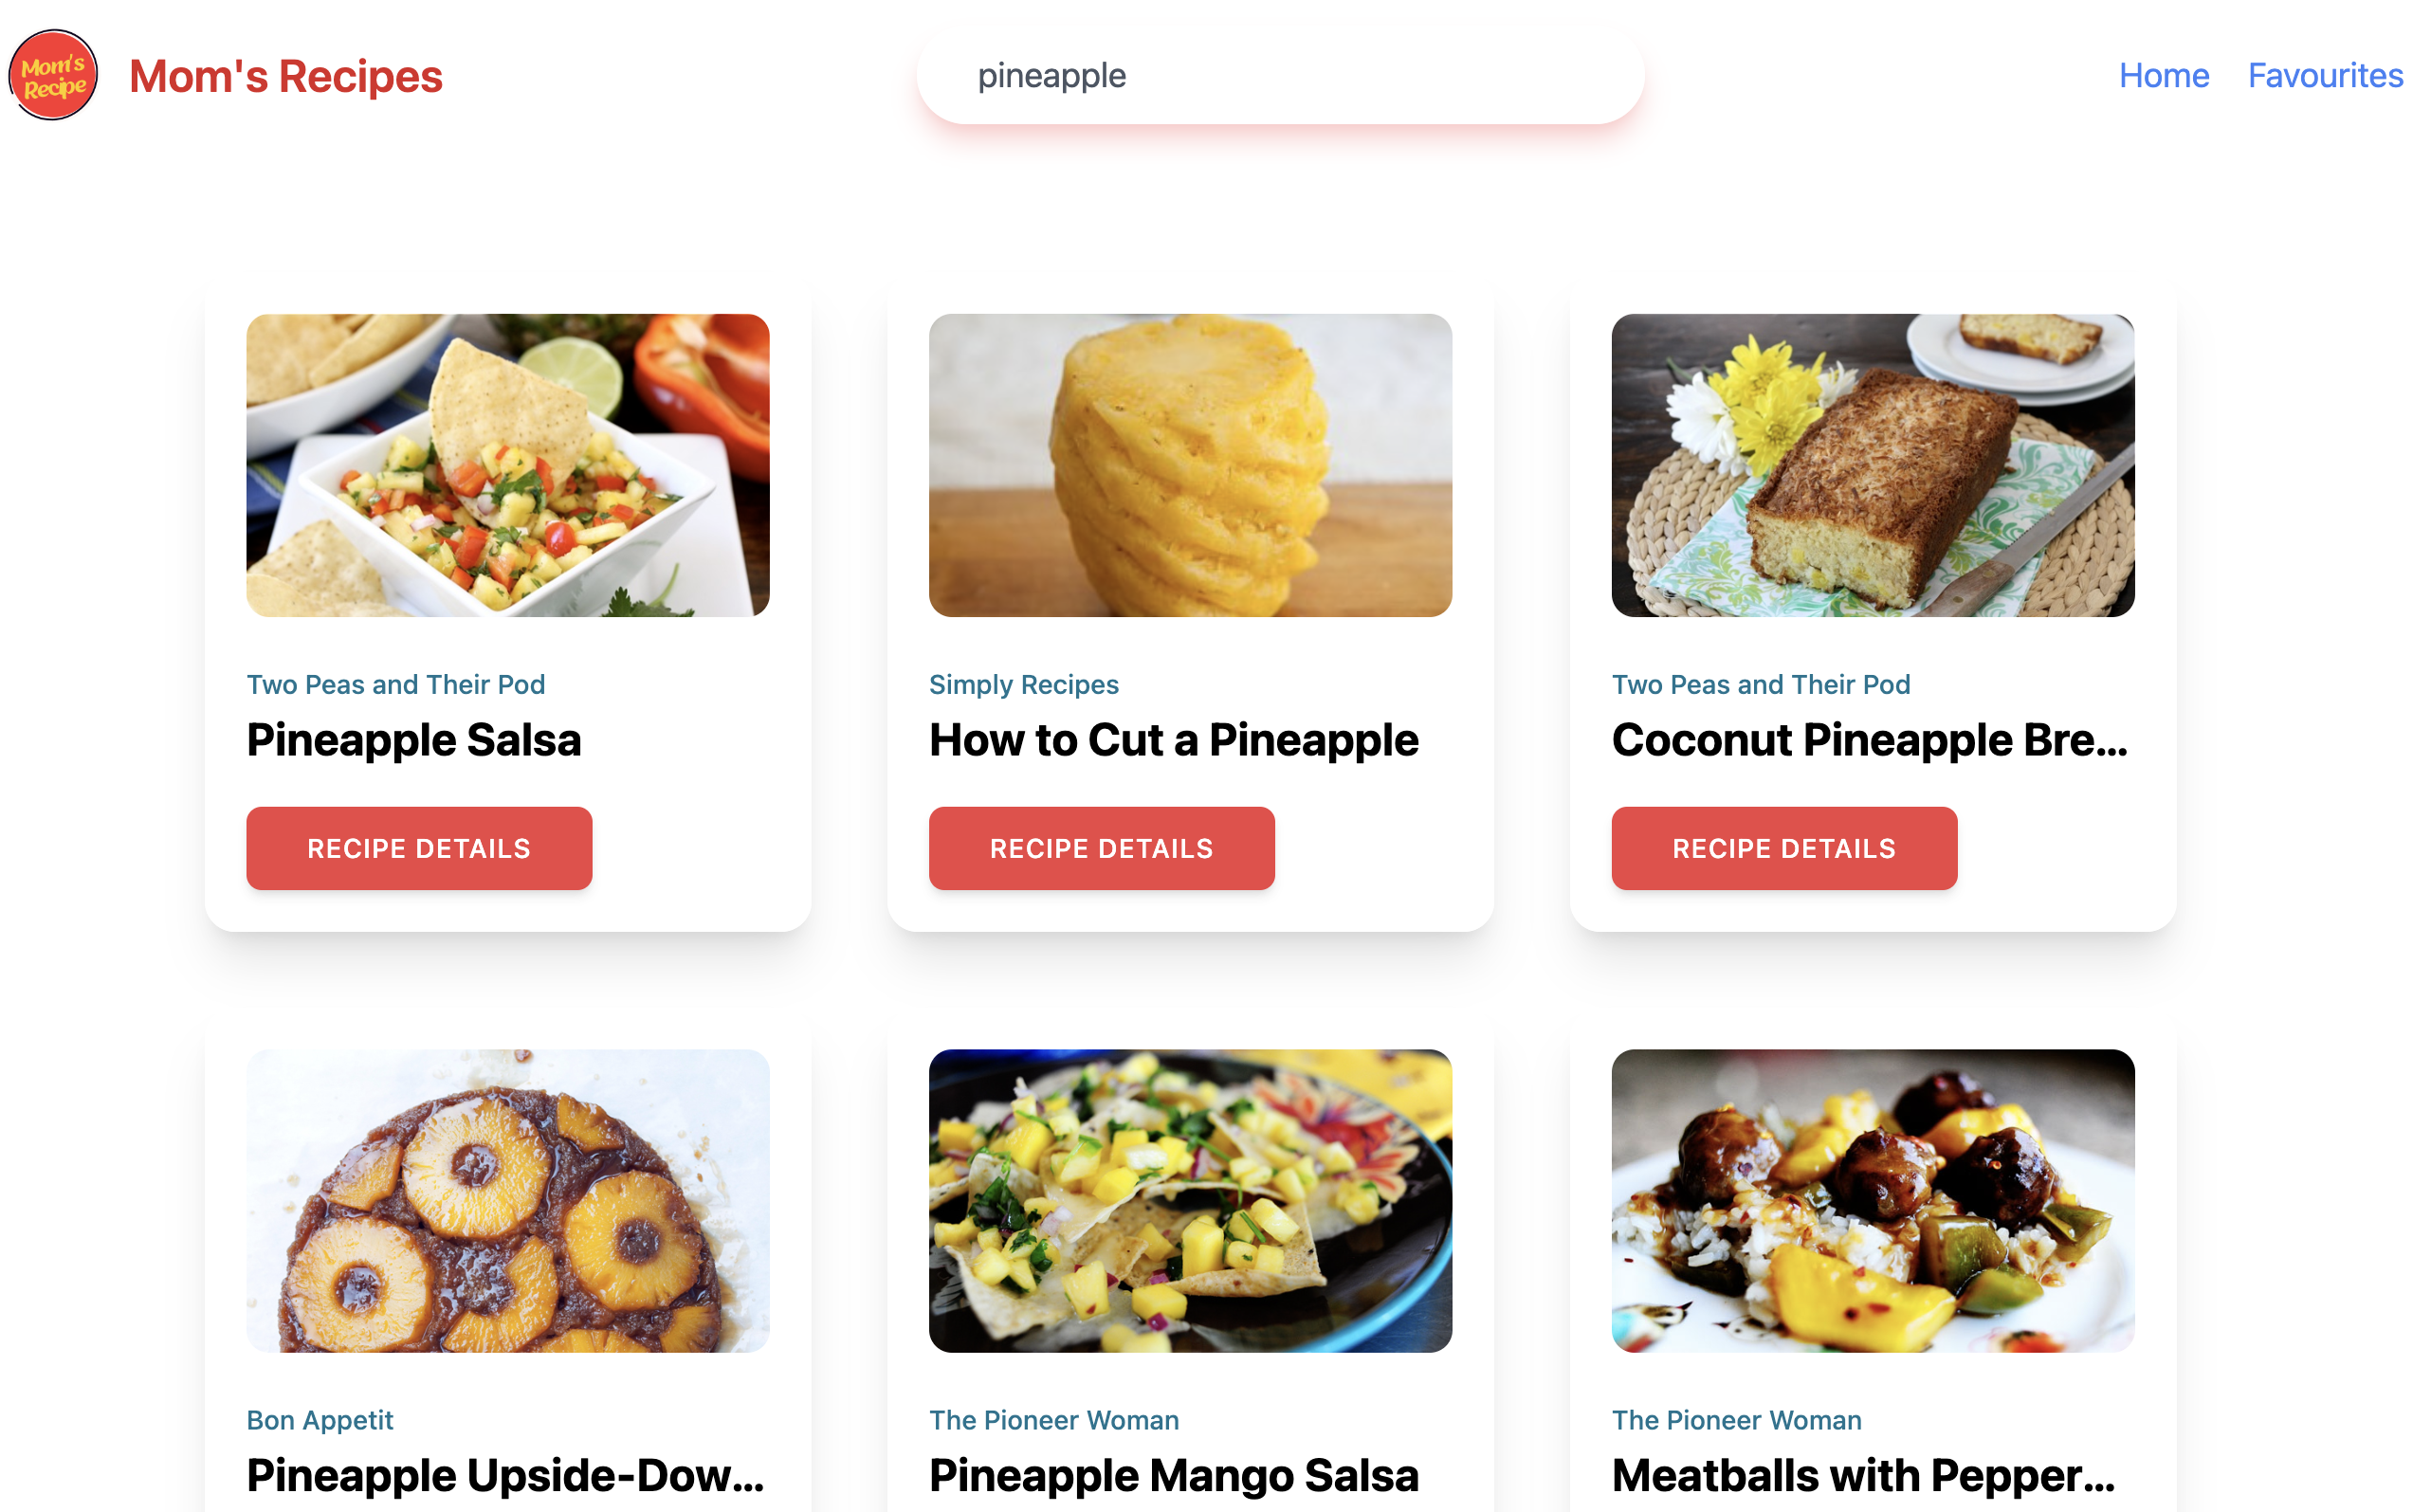 Mom's
Recipe
Mom's Recipes
pineapple
Home
Favourites
Two Peas and Their Pod
Pineapple Salsa
RECIPE DETAILS
Simply Recipes
How to Cut a Pineapple
RECIPE DETAILS
Two Peas and Their Pod
Coconut Pineapple Bre...
RECIPE DETAILS
Bon Appetit
Pineapple Upside-Dow...
The Pioneer Woman
Pineapple Mango Salsa
The Pioneer Woman
Meatballs with Pepper...